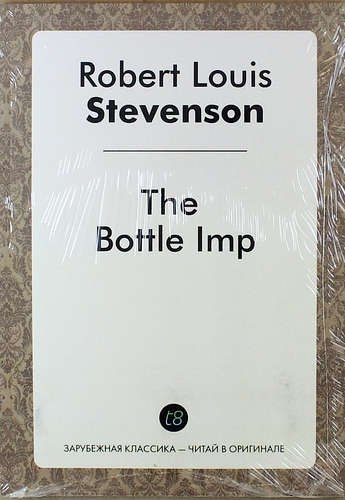 Robert Louis
Stevenson
The
Bottle Imp
t8
ЗАРУБЕЖНАЯ КЛАССИКА — ЧИТАЙ В ОРИГИНАЛЕ